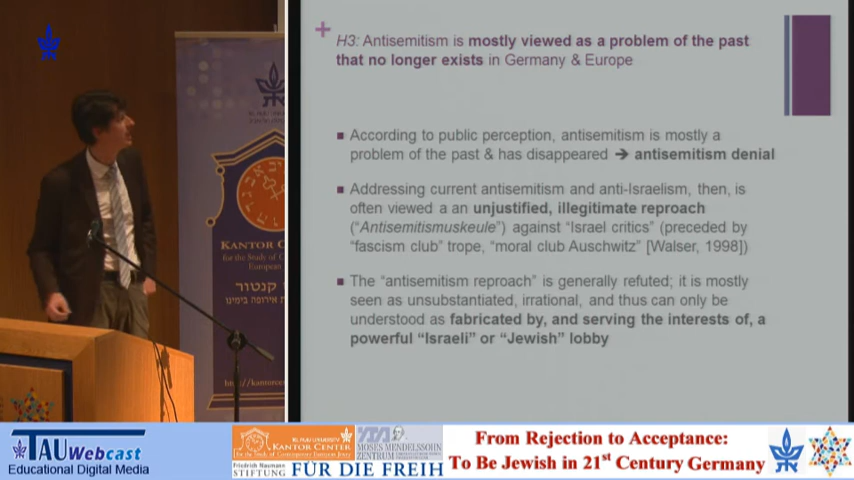 +
H3: Antisemitism is mostly viewed as a problem of the past
that no longer exists in Germany & Europe
■ According to public perception, antisemitism is mostly a
problem of the past & has disappeared ➔ antisemitism denial
■ Addressing current antisemitism and anti-Israelism, then, is
often viewed a an unjustified, illegitimate reproach
(“Antisemitismuskeule”) against “Israel critics” (preceded by
“fascism club” trope, “moral club Auschwitz” [Walser, 1998])
■ The “antisemitism reproach” is generally refuted; it is mostly
seen as unsubstantiated, irrational, and thus can only be
understood as fabricated by, and serving the interests of, a
powerful “Israeli” or “Jewish” lobby
KANTOR C
for the Study of C
European
קנטור
אירופה בימינו
http://kantorce
TAU Webcast
Educational Digital Media
KANTOR CENTER
Friedrich Naumann
STIFTUNG FÜR DIE FREIH
MOSES MENDELSSOHN
ZENTRUM
From Rejection to Acceptance:
To Be Jewish in 21st Century Germany